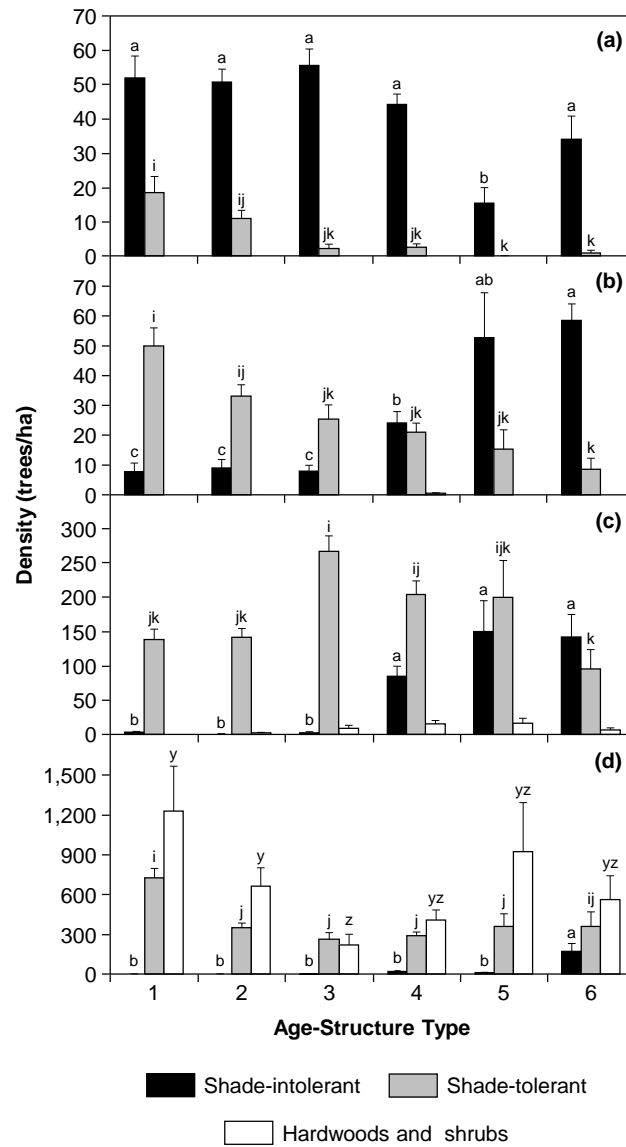 70
(a)
60
50
40
30
20
10
0
a
i
a
ij
a
jk
a
jk
b
k
a
k
(b)
70
60
50
40
30
20
10
0
c
i
c
ij
c
jk
b
jk
ab
jk
a
k
(c)
300
250
200
150
100
50
0
b
jk
b
jk
b
i
a
ij
a
ijk
a
k
(d)
1,500
1,200
900
600
300
0
b
i
y
b
j
y
b
j
z
b
j
yz
b
j
yz
a
ij
yz
Density (trees/ha)
1 2 3 4 5 6
Age-Structure Type
Shade-intolerant Shade-tolerant
Hardwoods and shrubs